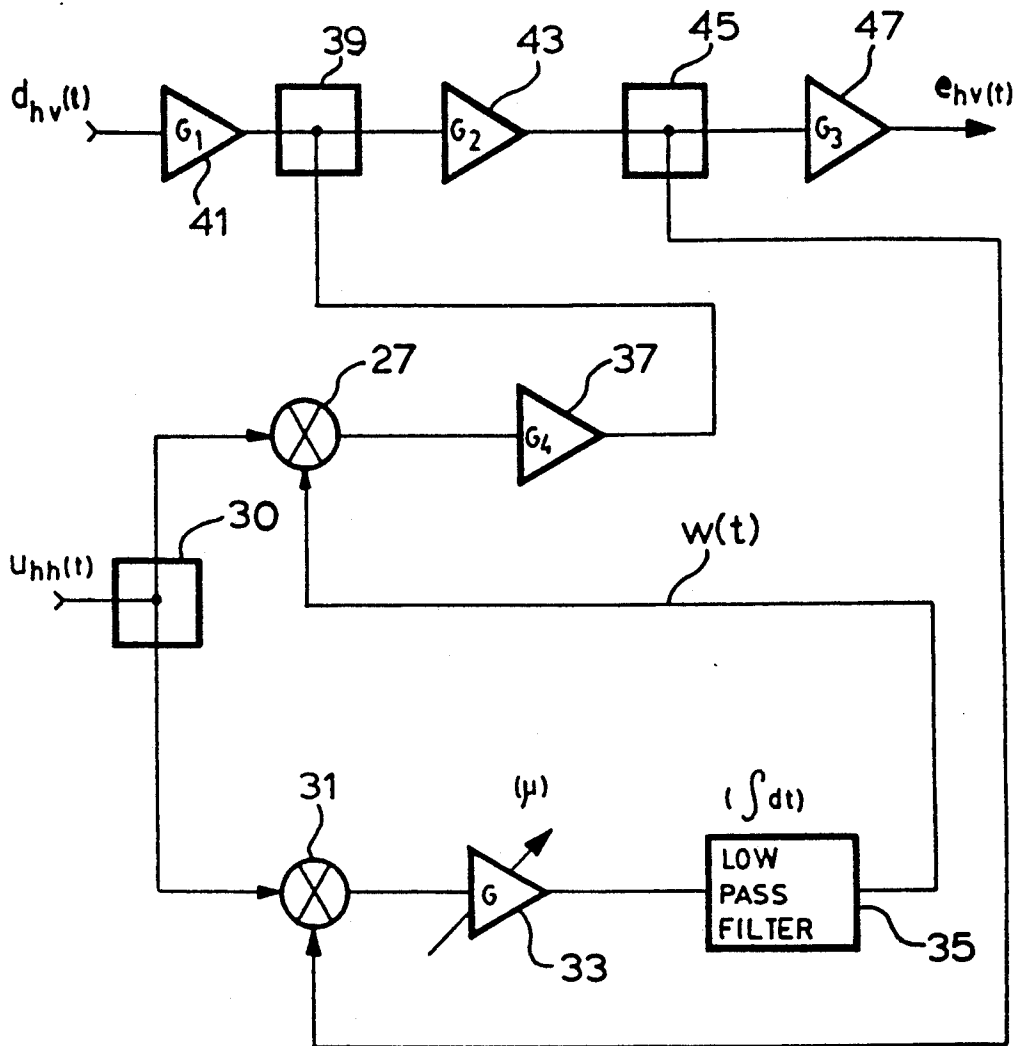 39
43
45
47
dhv(t)
ehv(t)
G1
G2
G3
41
27
37
G4
30
w(t)
uhh(t)
31
(μ)
(∫dt)
G
LOW
PASS
FILTER
33
35